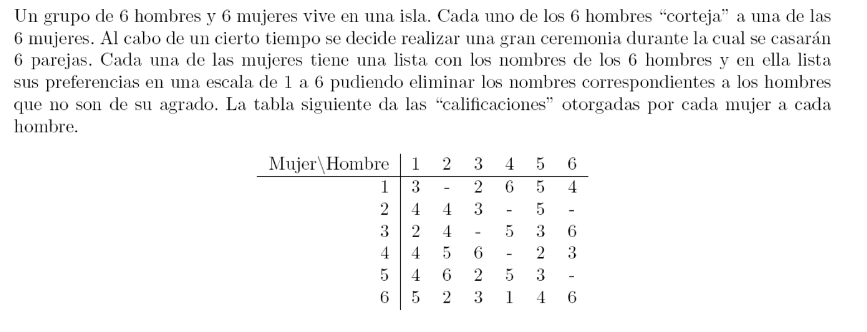 Un grupo de 6 hombres y 6 mujeres vive en una isla. Cada uno de los 6 hombres “corteja” a una de las
6 mujeres. Al cabo de un cierto tiempo se decide realizar una gran ceremonia durante la cual se casarán
6 parejas. Cada una de las mujeres tiene una lista con los nombres de los 6 hombres y en ella lista
sus preferencias en una escala de 1 a 6 pudiendo eliminar los nombres correspondientes a los hombres
que no son de su agrado. La tabla siguiente da las “calificaciones” otorgadas por cada mujer a cada
hombre.
Mujer\Hombre 1 2 3 4 5 6
1 3 - 2 6 5 4
2 4 4 3 - 5 -
3 2 4 - 5 3 6
4 4 5 6 - 2 3
5 4 6 2 5 3 -
6 5 2 3 1 4 6